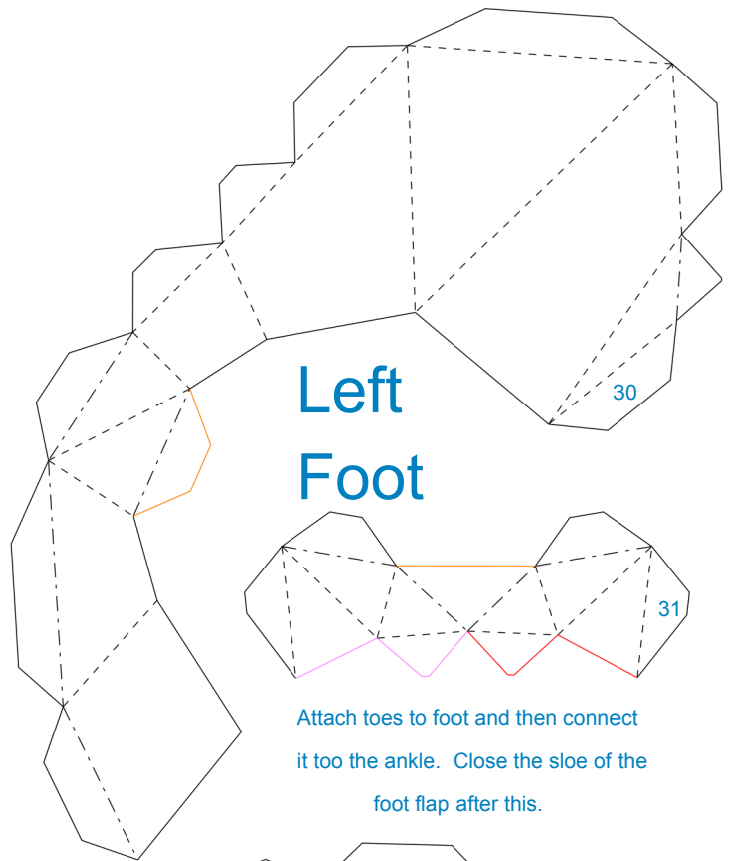 Left
Foot
30
31
Attach toes to foot and then connect
it too the ankle.  Close the sloe of the
foot flap after this.